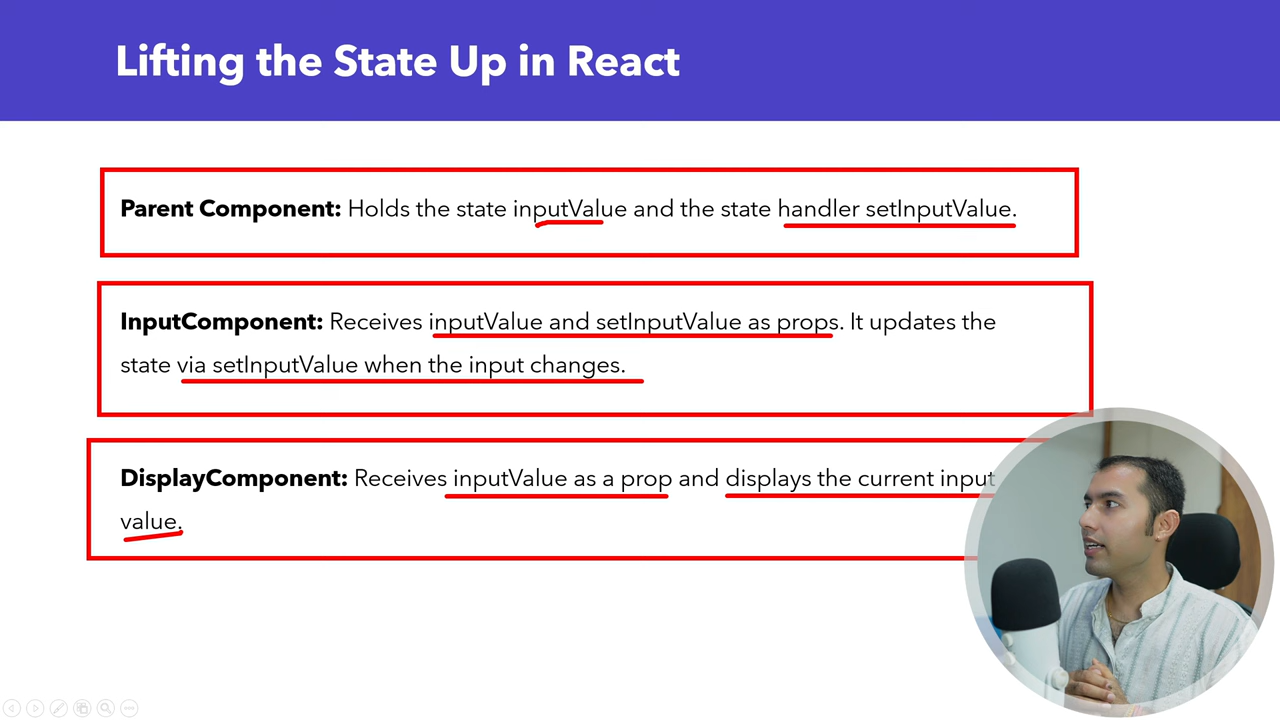 Lifting the State Up in React
Parent Component: Holds the state inputValue and the state handler setInputValue.
InputComponent: Receives inputValue and setInputValue as props. It updates the
state via setInputValue when the input changes.
DisplayComponent: Receives inputValue as a prop and displays the current input
value.